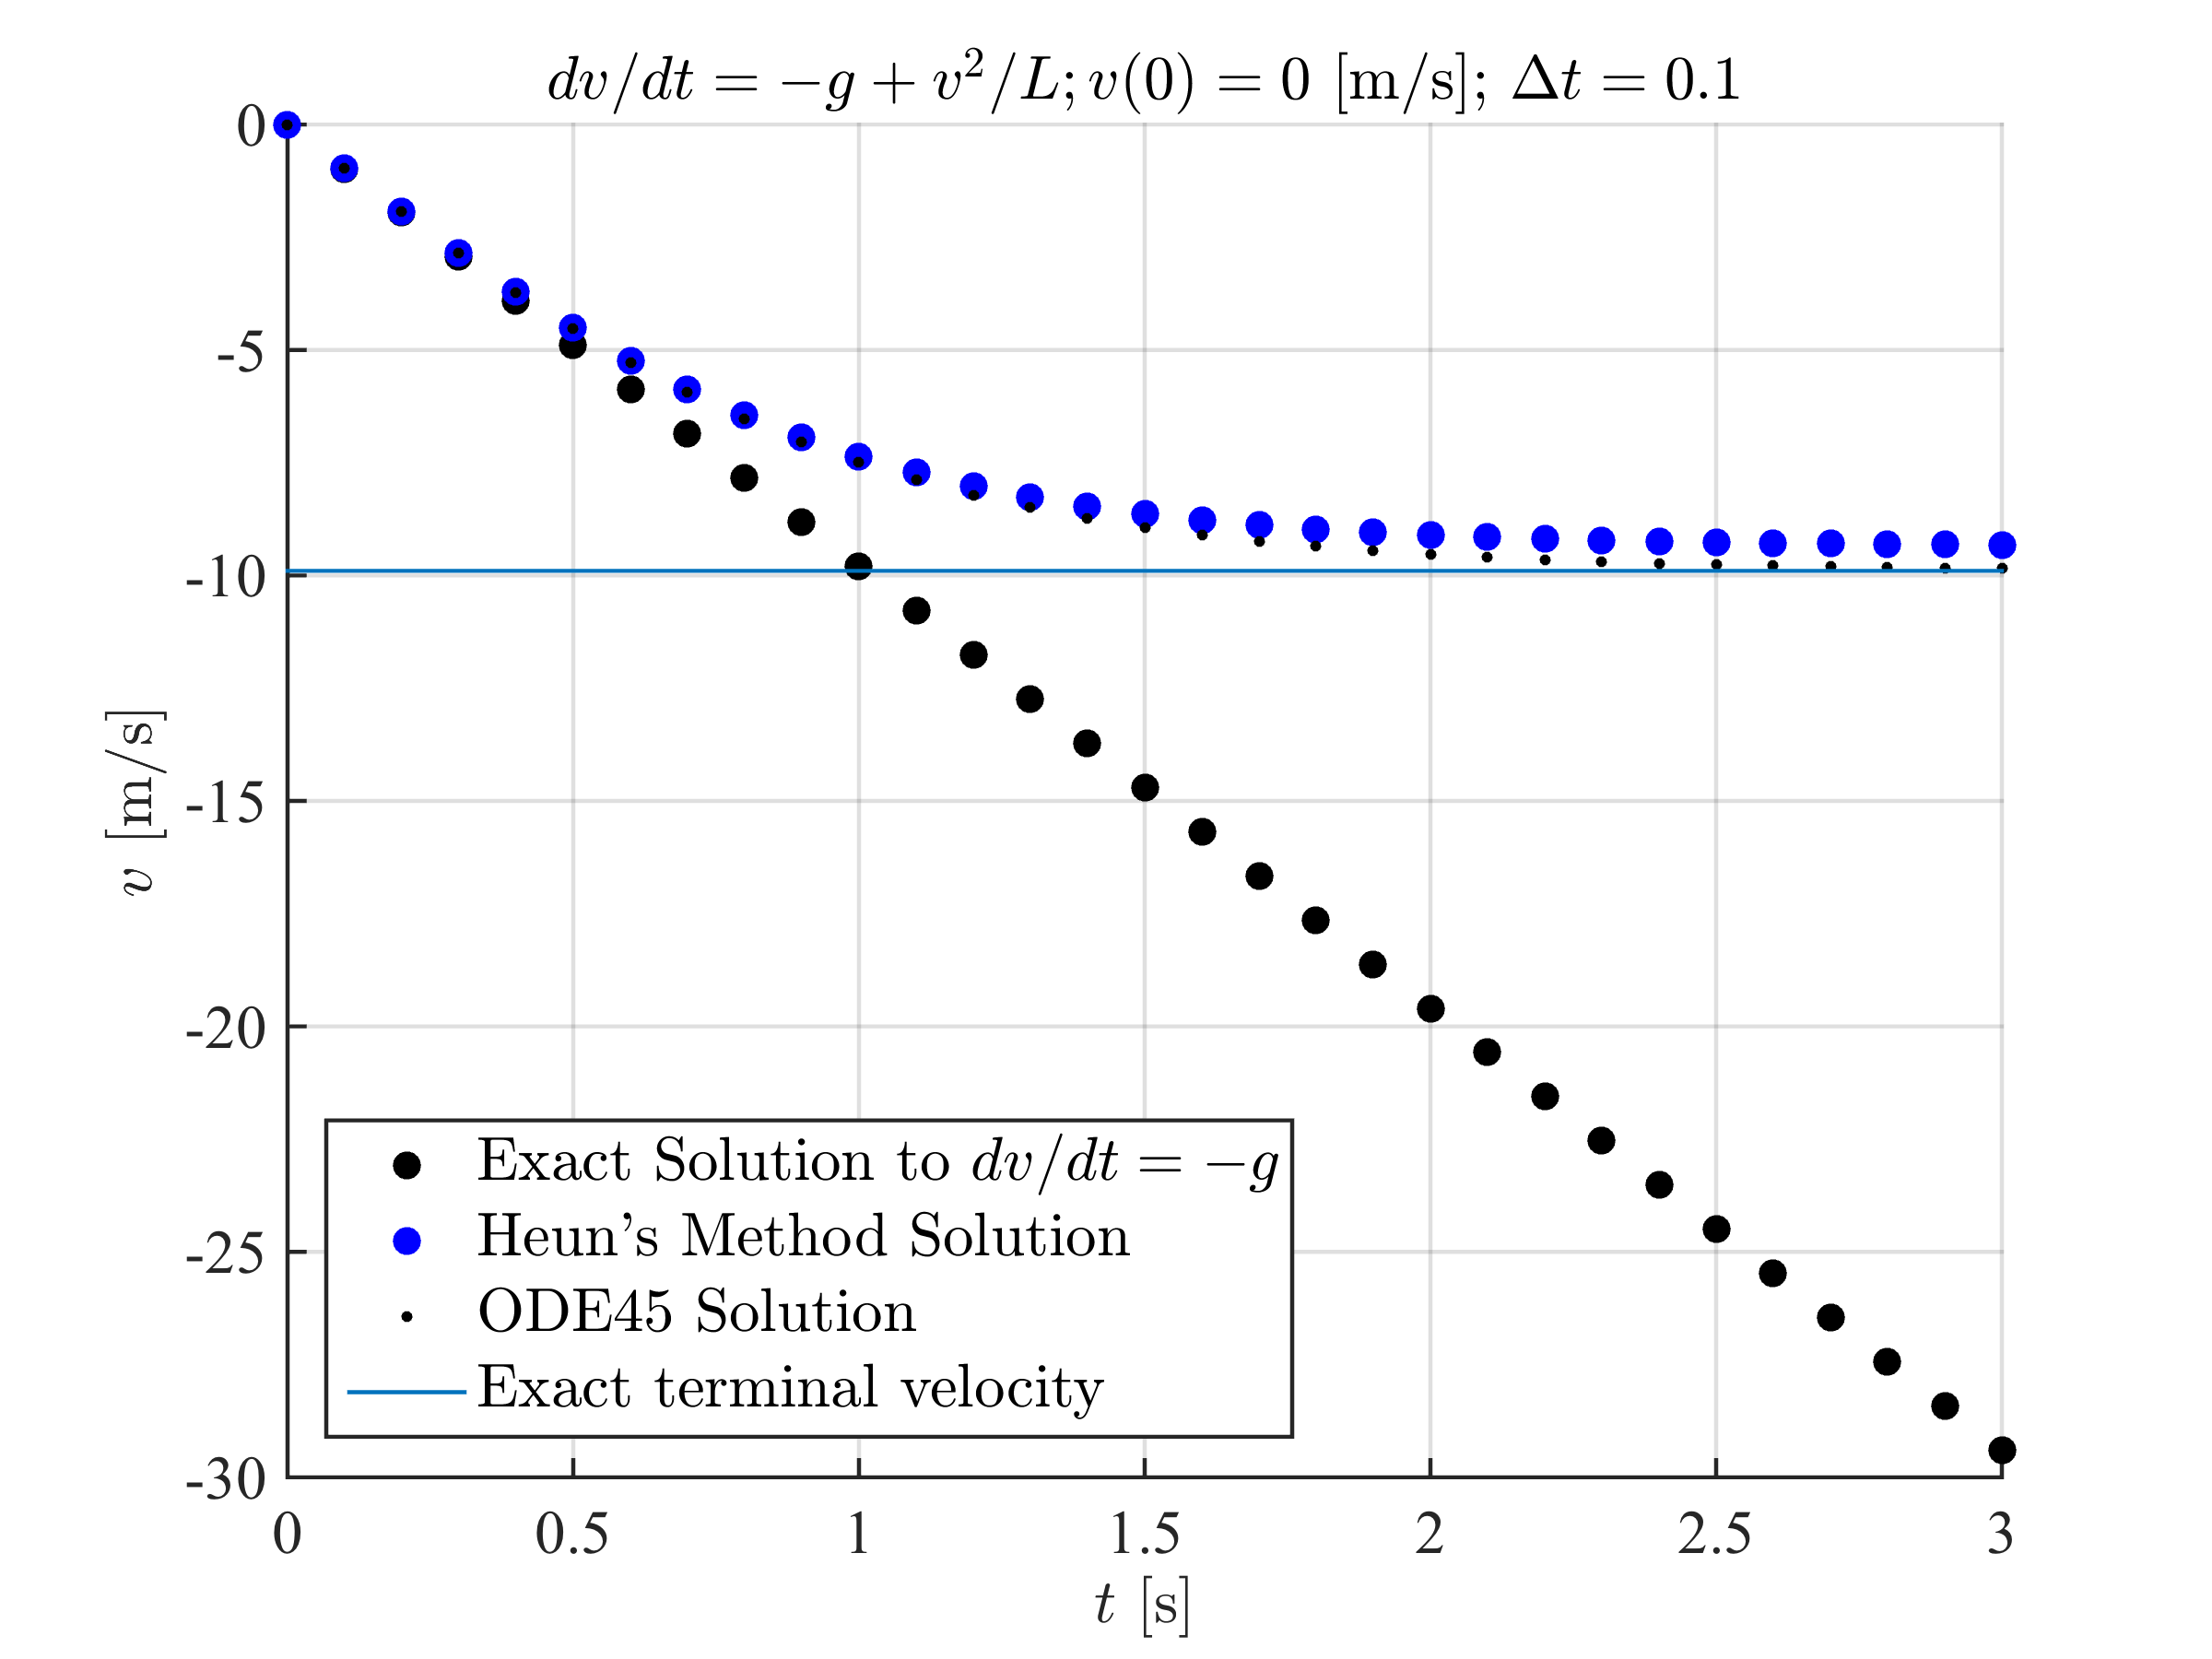 dv/dt = −g + v²/L; v(0) = 0 [m/s]; Δt = 0.1
0
-5
-10
-15
-20
-25
-30
v [m/s]
Exact Solution to dv/dt = −g
Heun's Method Solution
ODE45 Solution
Exact terminal velocity
0 0.5 1 1.5 2 2.5 3
t [s]